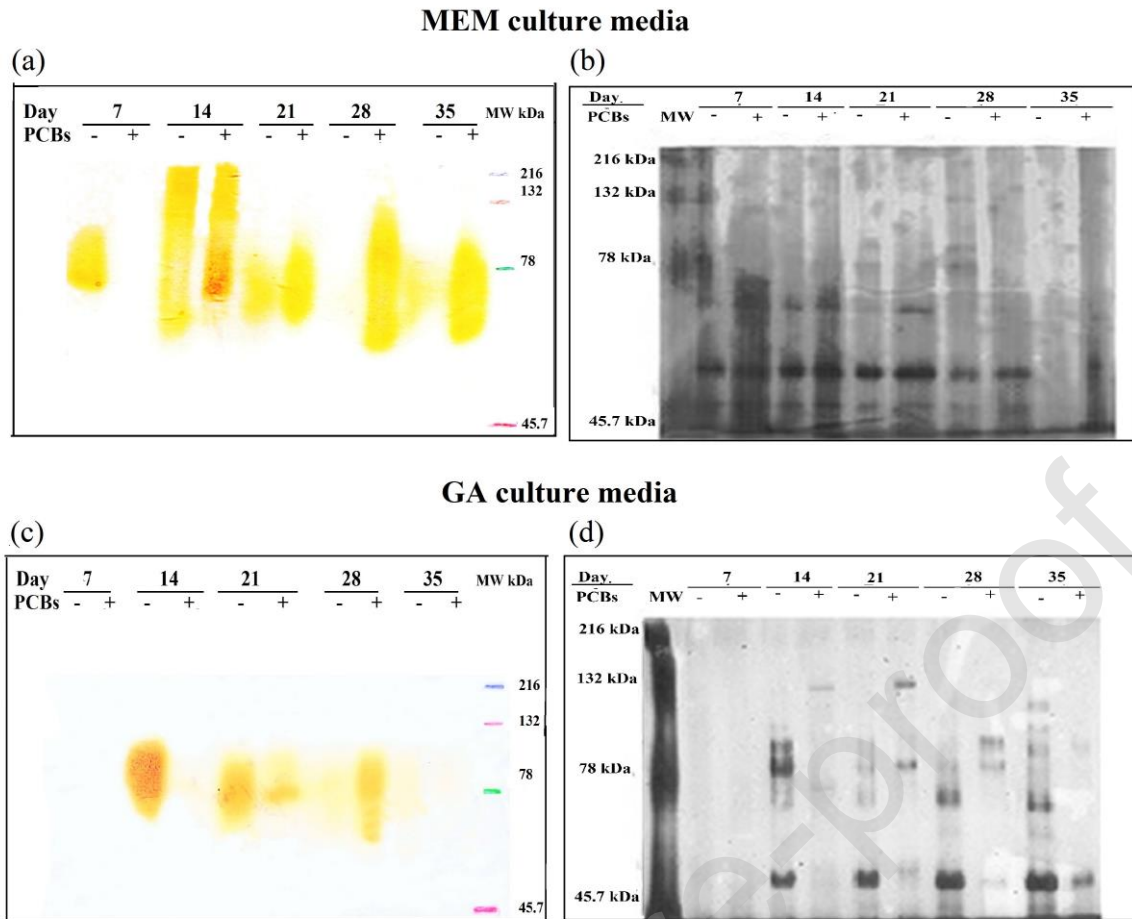 MEM culture media
(a)
Day 7 14 21 28 35 MW kDa
PCBs - + - + - + - + - +
216
132
78
45.7
(b)
Day. 7 14 21 28 35
PCBs MW - + - + - + - + - +
216 kDa
132 kDa
78 kDa
45.7 kDa
GA culture media
(c)
Day 7 14 21 28 35 MW kDa
PCBs - + - + - + - + - +
216
132
78
45.7
(d)
Day. 7 14 21 28 35
PCBs MW - + - + - + - + - +
216 kDa
132 kDa
78 kDa
45.7 kDa
e-proof